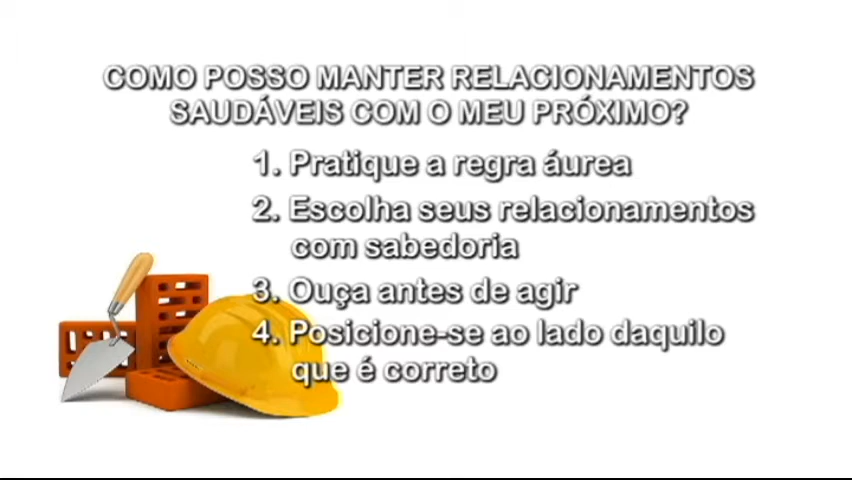 COMO POSSO MANTER RELACIONAMENTOS
SAUDÁVEIS COM O MEU PRÓXIMO?
1. Pratique a regra áurea
2. Escolha seus relacionamentos
com sabedoria
3. Ouça antes de agir
4. Posicione-se ao lado daquilo
que é correto